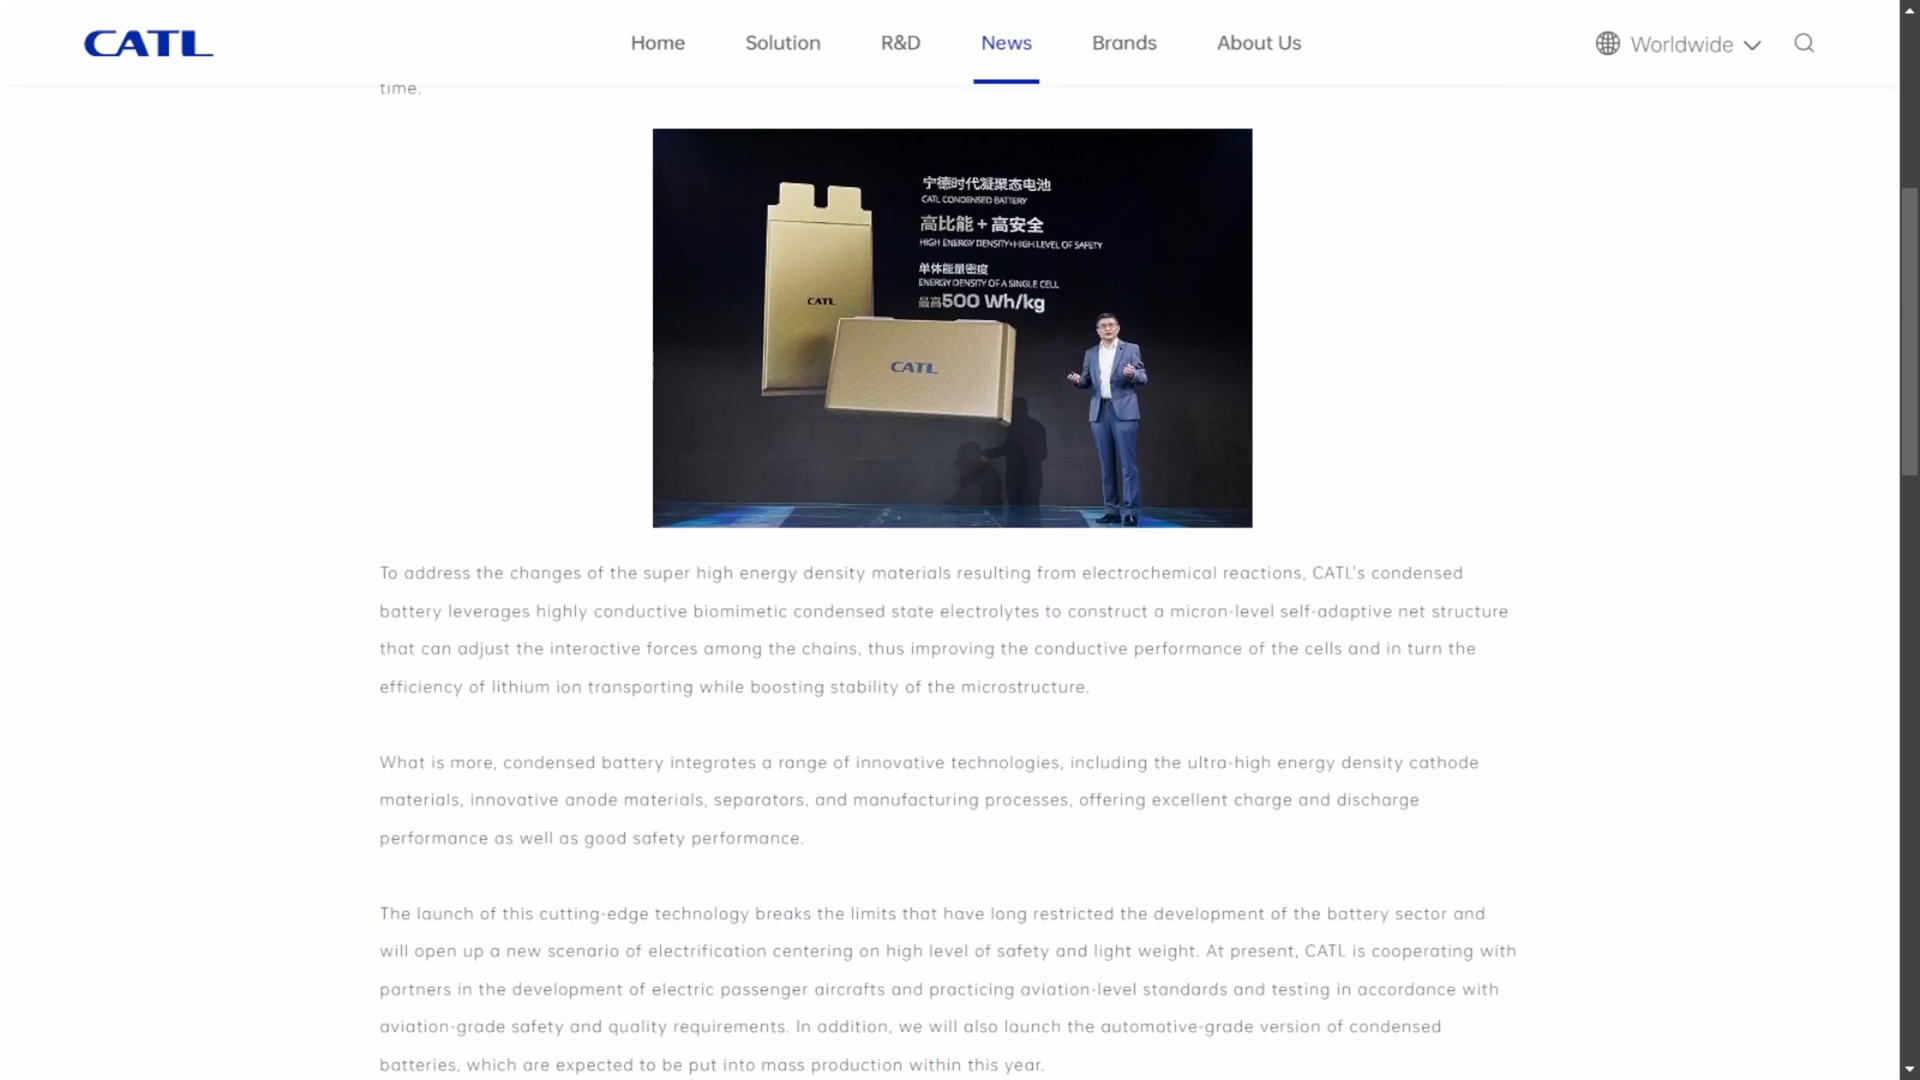 CATL
Home
Solution
R&D
News
Brands
About Us
Worldwide
time.
宁德时代凝聚态电池
CATL CONDENSED BATTERY
高比能 + 高安全
HIGH ENERGY DENSITY+HIGH LEVEL OF SAFETY
单体能量密度
ENERGY DENSITY OF A SINGLE CELL
最高500 Wh/kg
CATL
CATL
To address the changes of the super high energy density materials resulting from electrochemical reactions, CATL's condensed
battery leverages highly conductive biomimetic condensed state electrolytes to construct a micron-level self-adaptive net structure
that can adjust the interactive forces among the chains, thus improving the conductive performance of the cells and in turn the
efficiency of lithium ion transporting while boosting stability of the microstructure.
What is more, condensed battery integrates a range of innovative technologies, including the ultra-high energy density cathode
materials, innovative anode materials, separators, and manufacturing processes, offering excellent charge and discharge
performance as well as good safety performance.
The launch of this cutting-edge technology breaks the limits that have long restricted the development of the battery sector and
will open up a new scenario of electrification centering on high level of safety and light weight. At present, CATL is cooperating with
partners in the development of electric passenger aircrafts and practicing aviation-level standards and testing in accordance with
aviation-grade safety and quality requirements. In addition, we will also launch the automotive-grade version of condensed
batteries, which are expected to be put into mass production within this year.